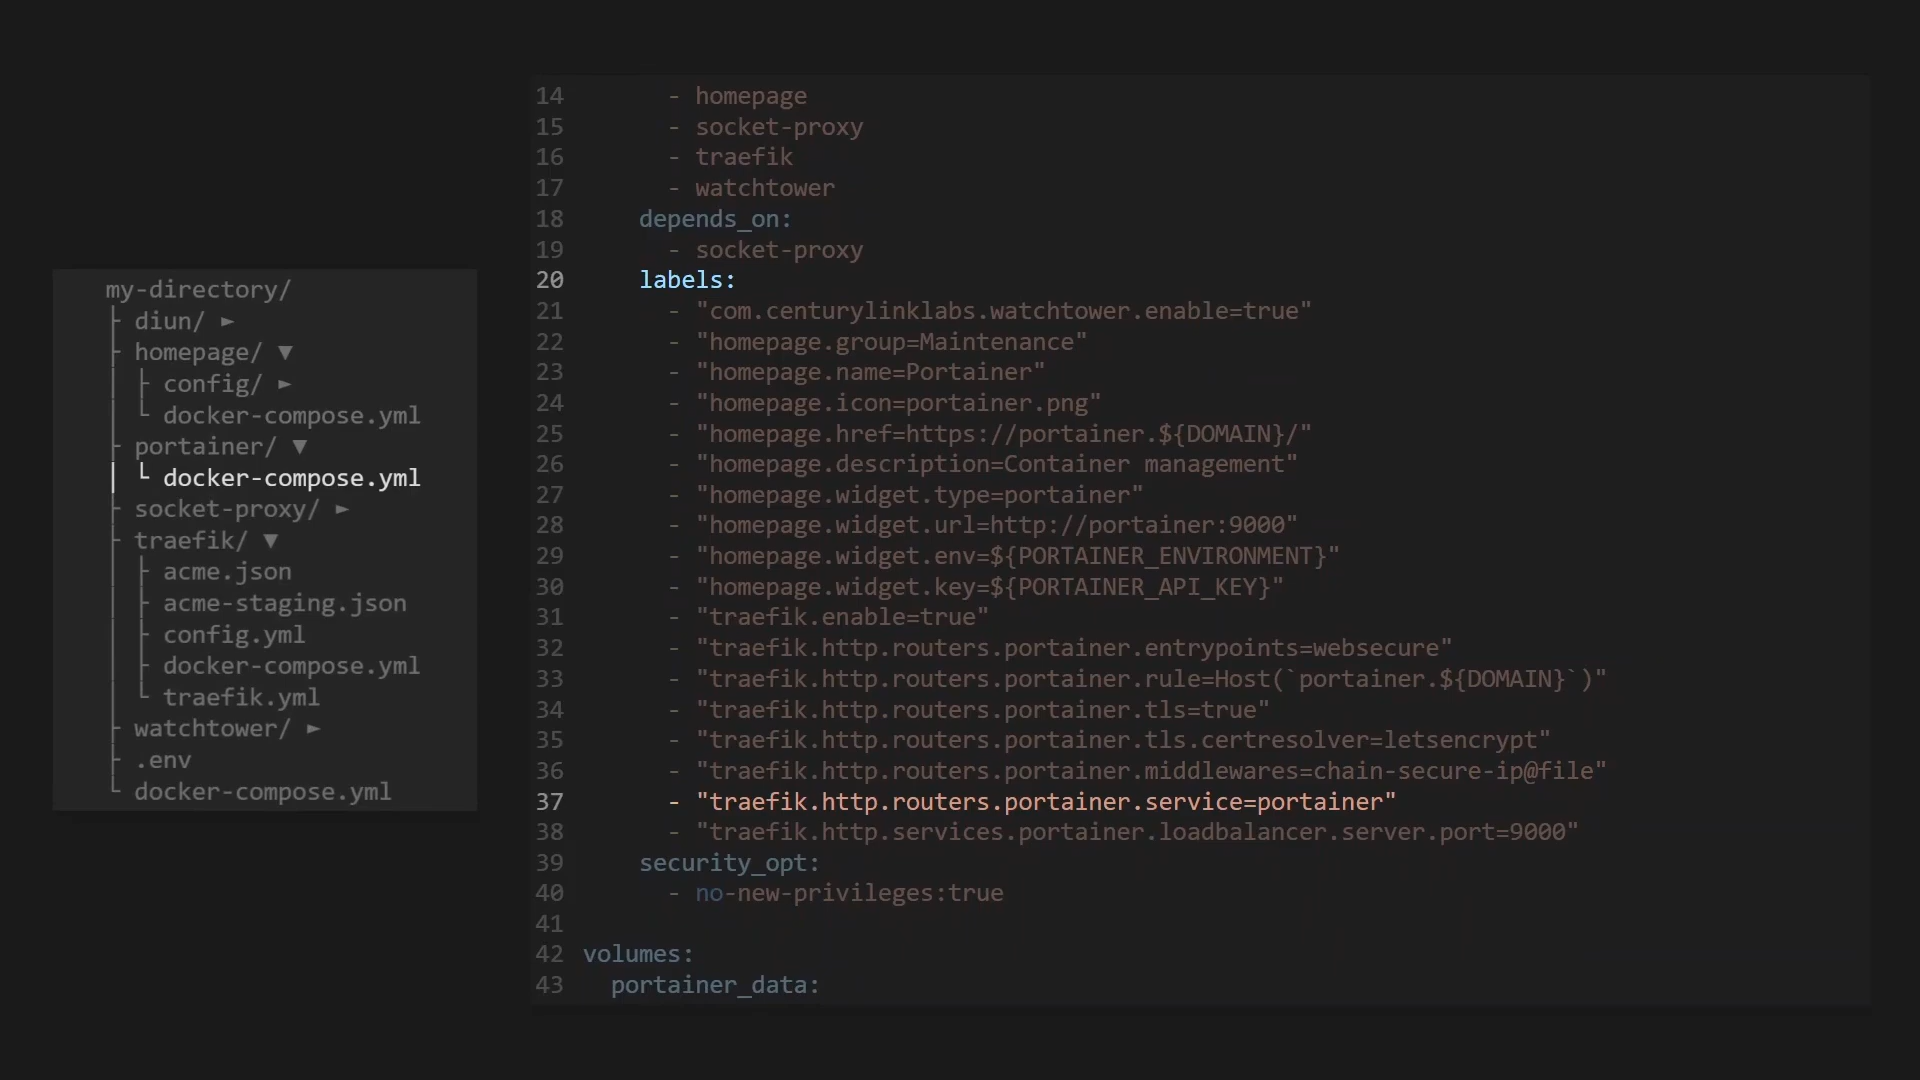 my-directory/
├ diun/ ►
├ homepage/ ▼
│ ├ config/ ►
│ └ docker-compose.yml
├ portainer/ ▼
│ └ docker-compose.yml
├ socket-proxy/ ►
├ traefik/ ▼
│ ├ acme.json
│ ├ acme-staging.json
│ ├ config.yml
│ ├ docker-compose.yml
│ └ traefik.yml
├ watchtower/ ►
├ .env
└ docker-compose.yml
14 - homepage
15 - socket-proxy
16 - traefik
17 - watchtower
18 depends_on:
19 - socket-proxy
20 labels:
21 - "com.centurylinklabs.watchtower.enable=true"
22 - "homepage.group=Maintenance"
23 - "homepage.name=Portainer"
24 - "homepage.icon=portainer.png"
25 - "homepage.href=https://portainer.${DOMAIN}/"
26 - "homepage.description=Container management"
27 - "homepage.widget.type=portainer"
28 - "homepage.widget.url=http://portainer:9000"
29 - "homepage.widget.env=${PORTAINER_ENVIRONMENT}"
30 - "homepage.widget.key=${PORTAINER_API_KEY}"
31 - "traefik.enable=true"
32 - "traefik.http.routers.portainer.entrypoints=websecure"
33 - "traefik.http.routers.portainer.rule=Host(`portainer.${DOMAIN}`)"
34 - "traefik.http.routers.portainer.tls=true"
35 - "traefik.http.routers.portainer.tls.certresolver=letsencrypt"
36 - "traefik.http.routers.portainer.middlewares=chain-secure-ip@file"
37 - "traefik.http.routers.portainer.service=portainer"
38 - "traefik.http.services.portainer.loadbalancer.server.port=9000"
39 security_opt:
40 - no-new-privileges:true
41
42 volumes:
43 portainer_data: